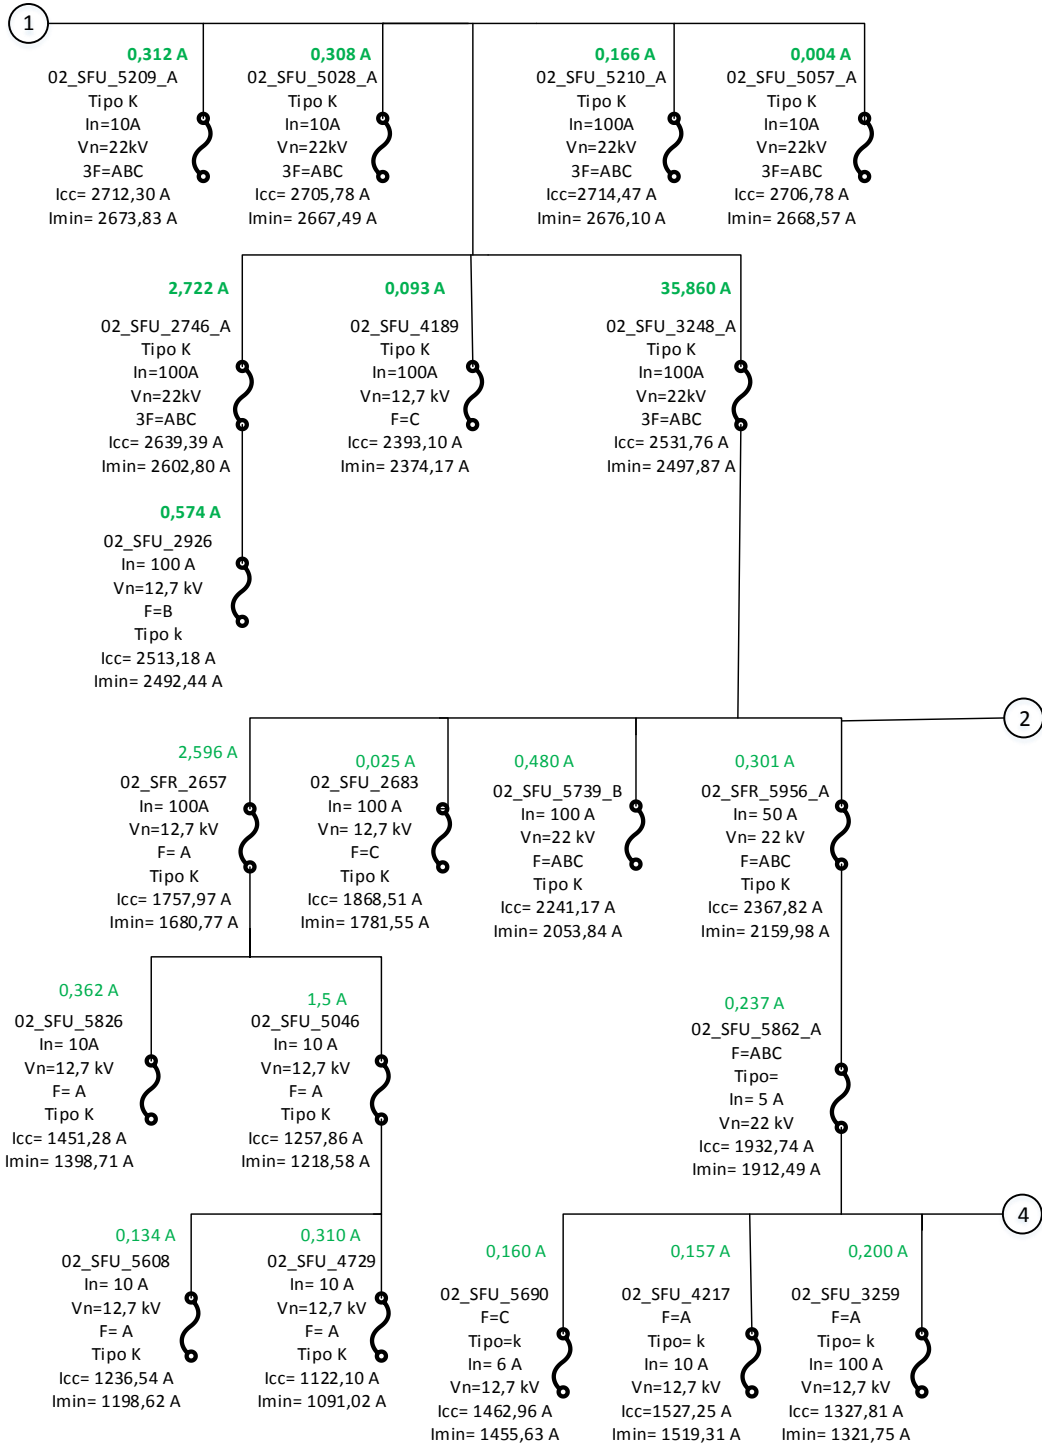 1
0,312 A
02_SFU_5209_A
Tipo K
In=10A
Vn=22kV
3F=ABC
Icc= 2712,30 A
Imin= 2673,83 A
0,308 A
02_SFU_5028_A
Tipo K
In=10A
Vn=22kV
3F=ABC
Icc= 2705,78 A
Imin= 2667,49 A
0,166 A
02_SFU_5210_A
Tipo K
In=100A
Vn=22kV
3F=ABC
Icc=2714,47 A
Imin= 2676,10 A
0,004 A
02_SFU_5057_A
Tipo K
In=10A
Vn=22kV
3F=ABC
Icc= 2706,78 A
Imin= 2668,57 A
2,722 A
02_SFU_2746_A
Tipo K
In=100A
Vn=22kV
3F=ABC
Icc= 2639,39 A
Imin= 2602,80 A
0,093 A
02_SFU_4189
Tipo K
In=100A
Vn=12,7 kV
F=C
Icc= 2393,10 A
Imin= 2374,17 A
35,860 A
02_SFU_3248_A
Tipo K
In=100A
Vn=22kV
3F=ABC
Icc= 2531,76 A
Imin= 2497,87 A
0,574 A
02_SFU_2926
In= 100 A
Vn=12,7 kV
F=B
Tipo k
Icc= 2513,18 A
Imin= 2492,44 A
2
2,596 A
02_SFR_2657
In= 100A
Vn=12,7 kV
F= A
Tipo K
Icc= 1757,97 A
Imin= 1680,77 A
0,025 A
02_SFU_2683
In= 100 A
Vn= 12,7 kV
F=C
Tipo K
Icc= 1868,51 A
Imin= 1781,55 A
0,480 A
02_SFU_5739_B
In= 100 A
Vn=22 kV
F=ABC
Tipo K
Icc= 2241,17 A
Imin= 2053,84 A
0,301 A
02_SFR_5956_A
In= 50 A
Vn= 22 kV
F=ABC
Tipo K
Icc= 2367,82 A
Imin= 2159,98 A
0,362 A
02_SFU_5826
In= 10A
Vn=12,7 kV
F= A
Tipo K
Icc= 1451,28 A
Imin= 1398,71 A
1,5 A
02_SFU_5046
In= 10 A
Vn=12,7 kV
F= A
Tipo K
Icc= 1257,86 A
Imin= 1218,58 A
0,237 A
02_SFU_5862_A
F=ABC
Tipo=
In= 5 A
Vn=22 kV
Icc= 1932,74 A
Imin= 1912,49 A
4
0,134 A
02_SFU_5608
In= 10 A
Vn=12,7 kV
F= A
Tipo K
Icc= 1236,54 A
Imin= 1198,62 A
0,310 A
02_SFU_4729
In= 10 A
Vn=12,7 kV
F= A
Tipo K
Icc= 1122,10 A
Imin= 1091,02 A
0,160 A
02_SFU_5690
F=C
Tipo=k
In= 6 A
Vn=12,7 kV
Icc= 1462,96 A
Imin= 1455,63 A
0,157 A
02_SFU_4217
F=A
Tipo= k
In= 10 A
Vn=12,7 kV
Icc=1527,25 A
Imin= 1519,31 A
0,200 A
02_SFU_3259
F=A
Tipo= k
In= 100 A
Vn=12,7 kV
Icc= 1327,81 A
Imin= 1321,75 A